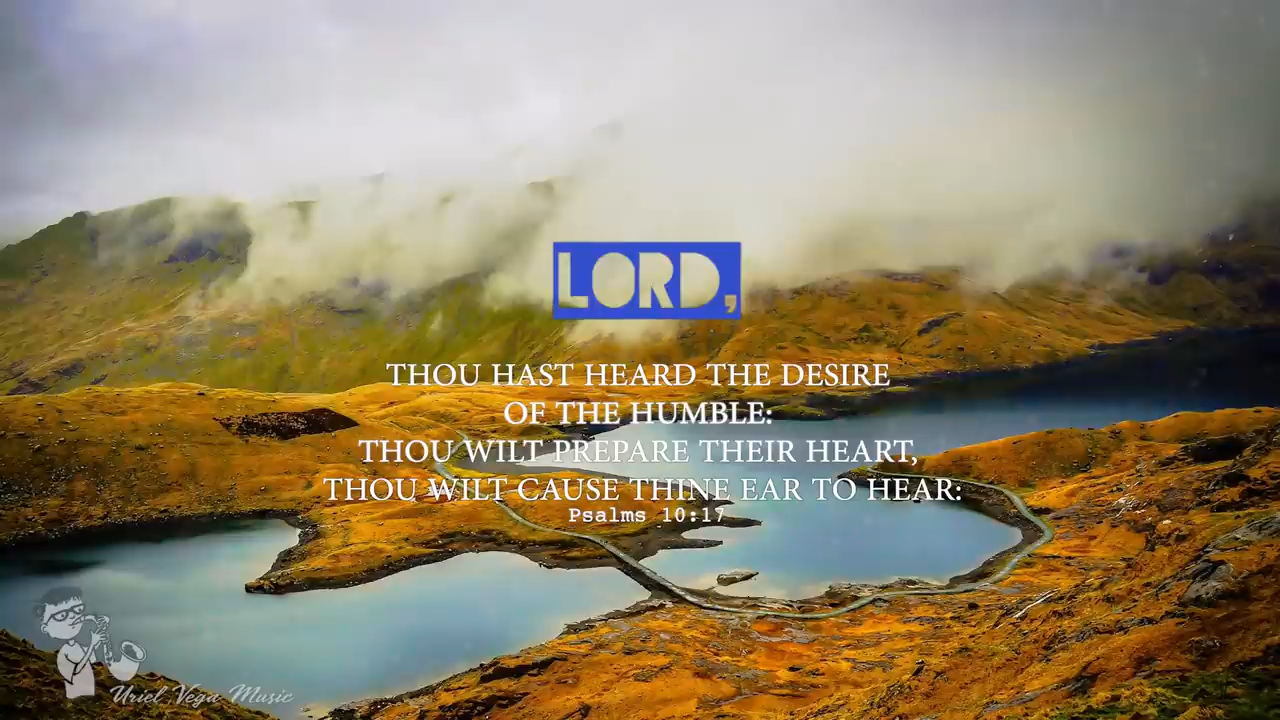 LORD,
THOU HAST HEARD THE DESIRE
OF THE HUMBLE:
THOU WILT PREPARE THEIR HEART,
THOU WILT CAUSE THINE EAR TO HEAR:
Psalms 10:17
Uriel Vega Music